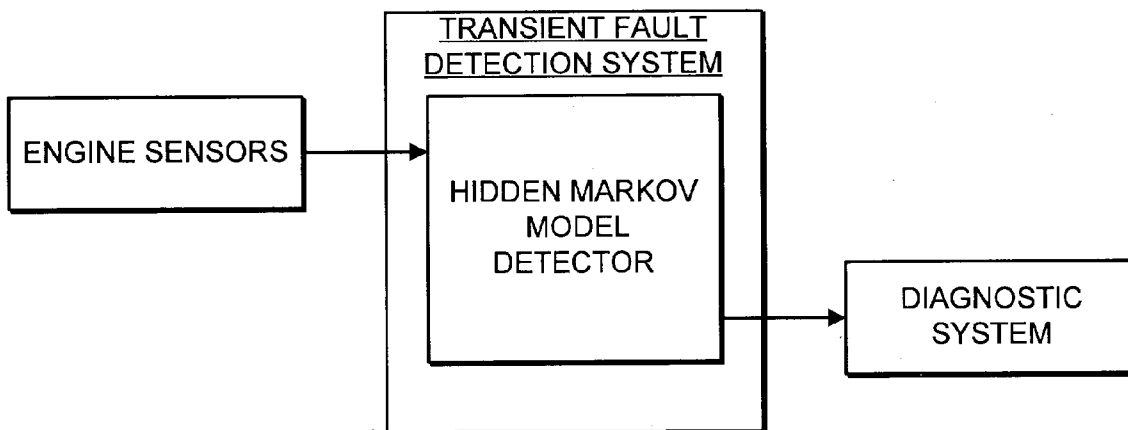 TRANSIENT FAULT
DETECTION SYSTEM
ENGINE SENSORS
HIDDEN MARKOV
MODEL
DETECTOR
DIAGNOSTIC
SYSTEM